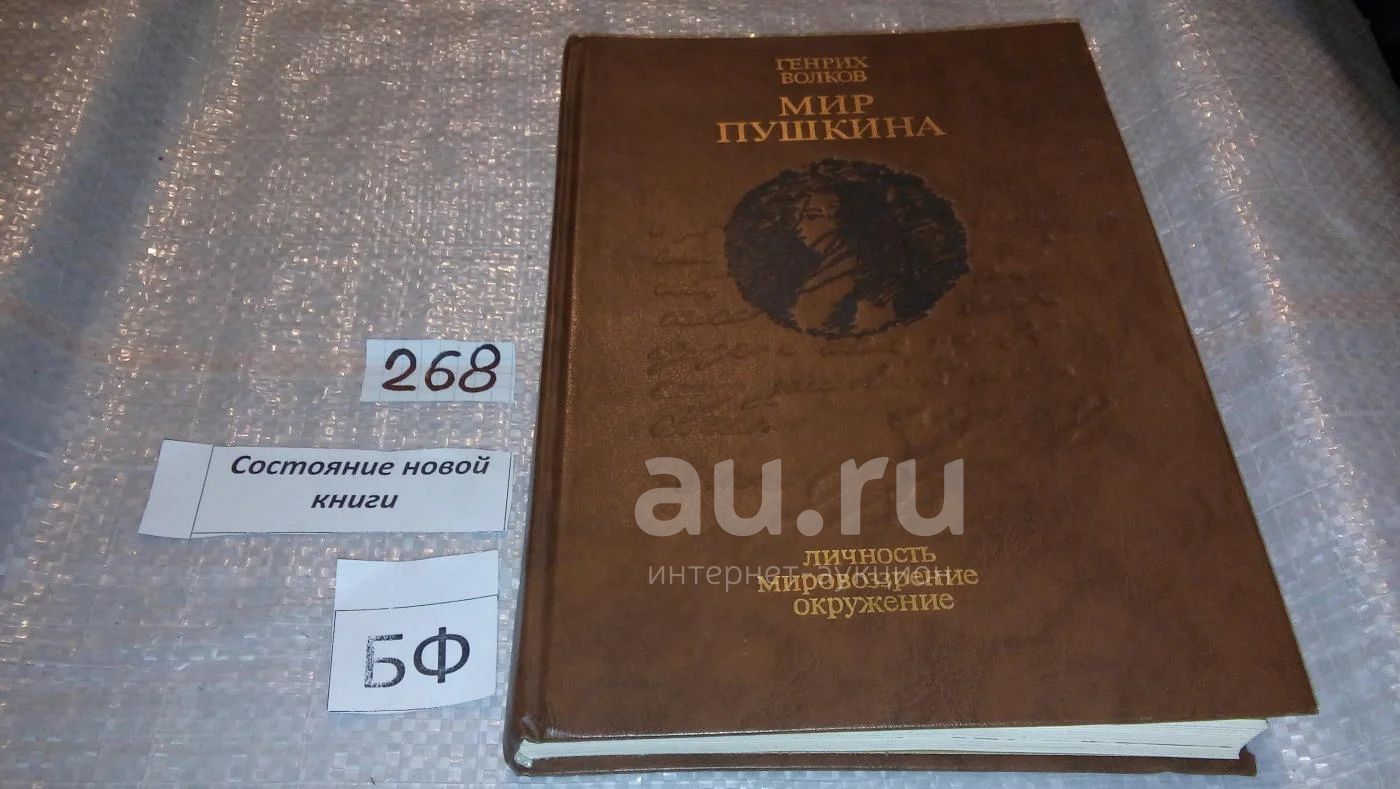 ГЕНРИХ
ВОЛКОВ
МИР
ПУШКИНА
268
Состояние новой
книги
БФ
au.ru
интернет аукцион
ЛИЧНОСТЬ
МИРОВОЗЗРЕНИЕ
ОКРУЖЕНИЕ